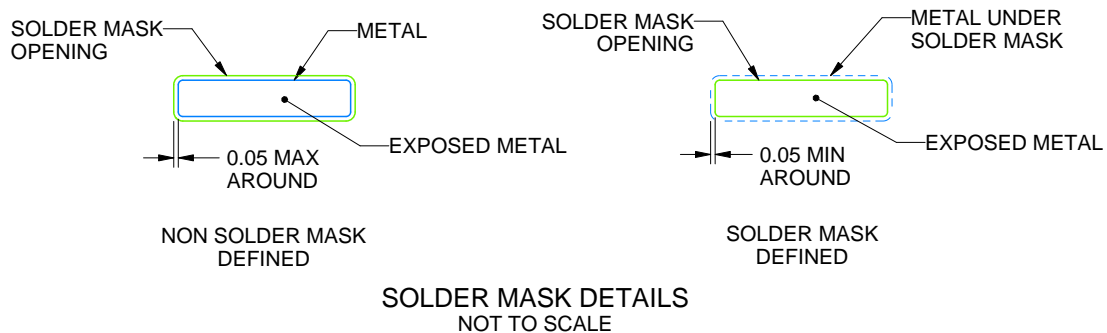 SOLDER MASK
OPENING
METAL
EXPOSED METAL
0.05 MAX
AROUND
NON SOLDER MASK
DEFINED
SOLDER MASK
OPENING
METAL UNDER
SOLDER MASK
EXPOSED METAL
0.05 MIN
AROUND
SOLDER MASK
DEFINED
SOLDER MASK DETAILS
NOT TO SCALE